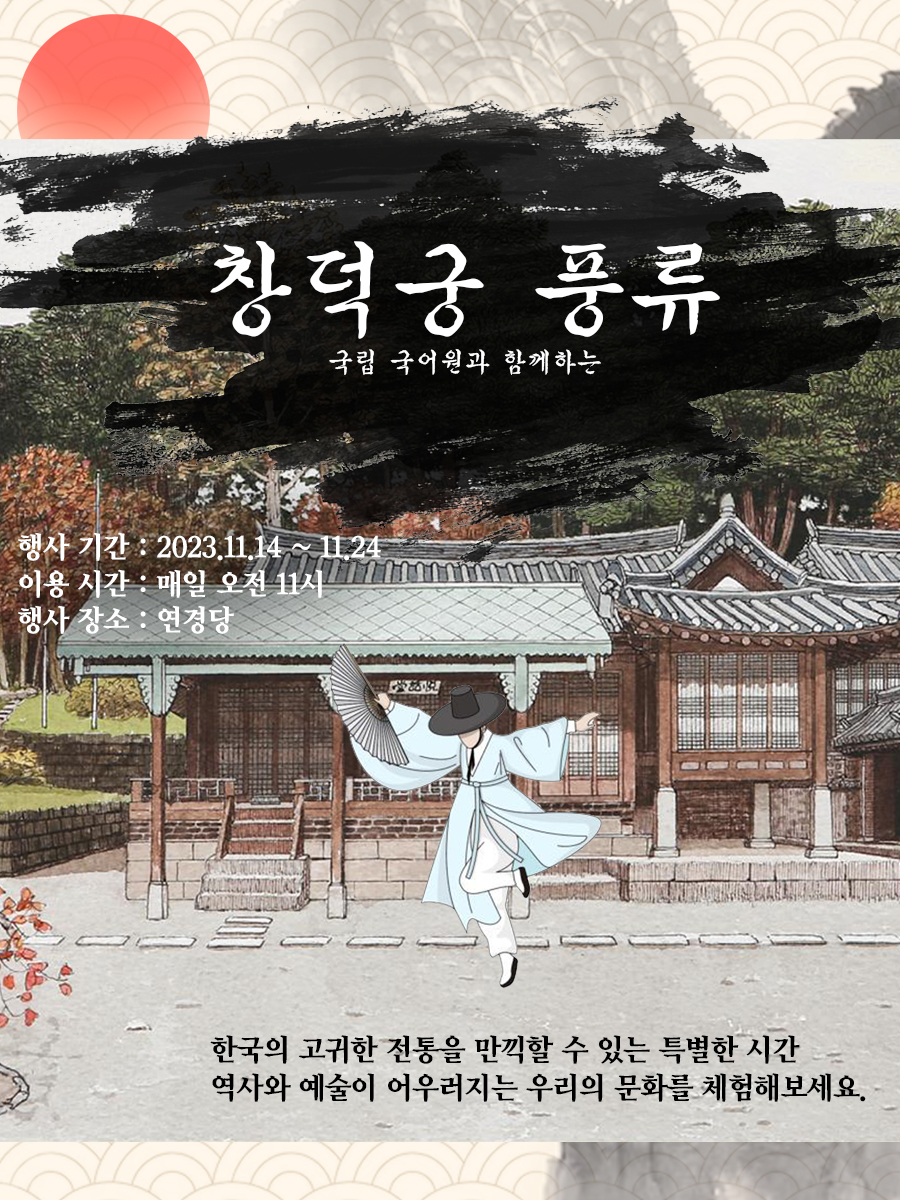 창덕궁 풍류
국립 국어원과 함께하는
행사 기간 : 2023.11.14 ~ 11.24
이용 시간 : 매일 오전 11시
행사 장소 : 연경당
한국의 고귀한 전통을 만끽할 수 있는 특별한 시간
역사와 예술이 어우러지는 우리의 문화를 체험해보세요.